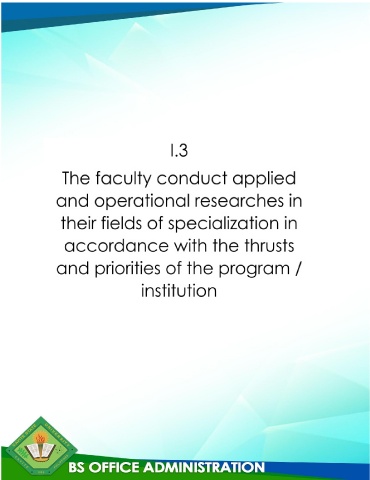 I.3
The faculty conduct applied
and operational researches in
their fields of specialization in
accordance with the thrusts
and priorities of the program /
institution
BS OFFICE ADMINISTRATION